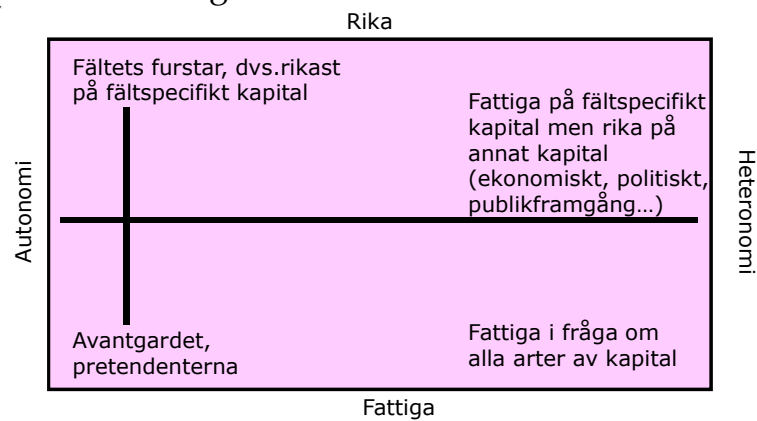 Rika
Fältets furstar, dvs.rikast
på fältspecifikt kapital
Fattiga på fältspecifikt
kapital men rika på
annat kapital
(ekonomiskt, politiskt,
publikframgång…)
Autonomi
Heteronomi
Avantgardet,
pretendenterna
Fattiga i fråga om
alla arter av kapital
Fattiga